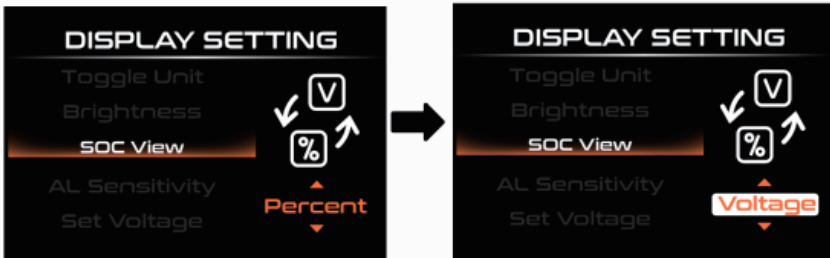 DISPLAY SETTING
Toggle Unit
Brightness
V
SOC View
%
AL Sensitivity
Percent
Set Voltage
DISPLAY SETTING
Toggle Unit
Brightness
V
SOC View
%
AL Sensitivity
Voltage
Set Voltage